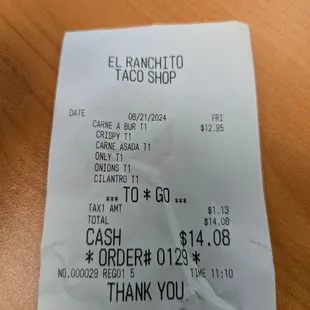 EL RANCHITO
TACO SHOP
DATE 06/21/2024 FRI
CARNE A BUR T1 $12.95
CRISPY T1
CARNE ASADA T1
ONLY T1
ONIONS T1
CILANTRO T1
*** TO * GO ***
TAX1 AMT $1.13
TOTAL $14.08
CASH $14.08
* ORDER# 0129 *
NO.000029 REG01 5 TIME 11:10
THANK YOU